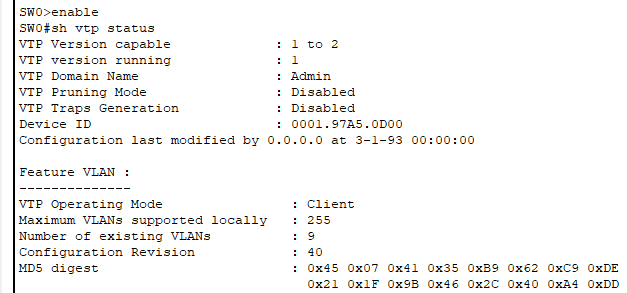 SW0>enable
SW0#sh vtp status
VTP Version capable : 1 to 2
VTP version running : 1
VTP Domain Name : Admin
VTP Pruning Mode : Disabled
VTP Traps Generation : Disabled
Device ID : 0001.97A5.0D00
Configuration last modified by 0.0.0.0 at 3-1-93 00:00:00
Feature VLAN :
--------------
VTP Operating Mode : Client
Maximum VLANs supported locally : 255
Number of existing VLANs : 9
Configuration Revision : 40
MD5 digest : 0x45 0x07 0x41 0x35 0xB9 0x62 0xC9 0xDE
0x21 0x1F 0x9B 0x46 0x2C 0x40 0xA4 0xDD